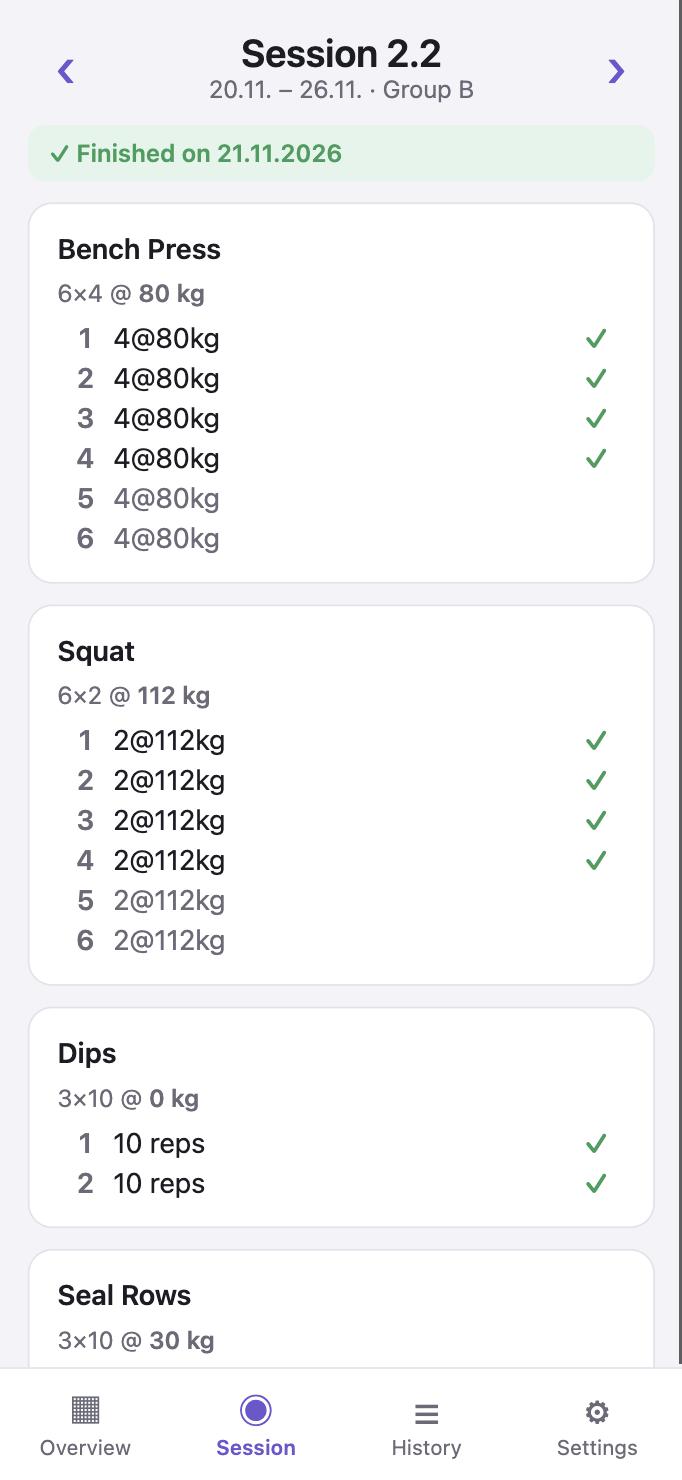 Session 2.2
20.11. – 26.11. · Group B
✓ Finished on 21.11.2026
Bench Press
6×4 @ 80 kg
1 4@80kg ✓
2 4@80kg ✓
3 4@80kg ✓
4 4@80kg ✓
5 4@80kg
6 4@80kg
Squat
6×2 @ 112 kg
1 2@112kg ✓
2 2@112kg ✓
3 2@112kg ✓
4 2@112kg ✓
5 2@112kg
6 2@112kg
Dips
3×10 @ 0 kg
1 10 reps ✓
2 10 reps ✓
Seal Rows
3×10 @ 30 kg
Overview Session History Settings